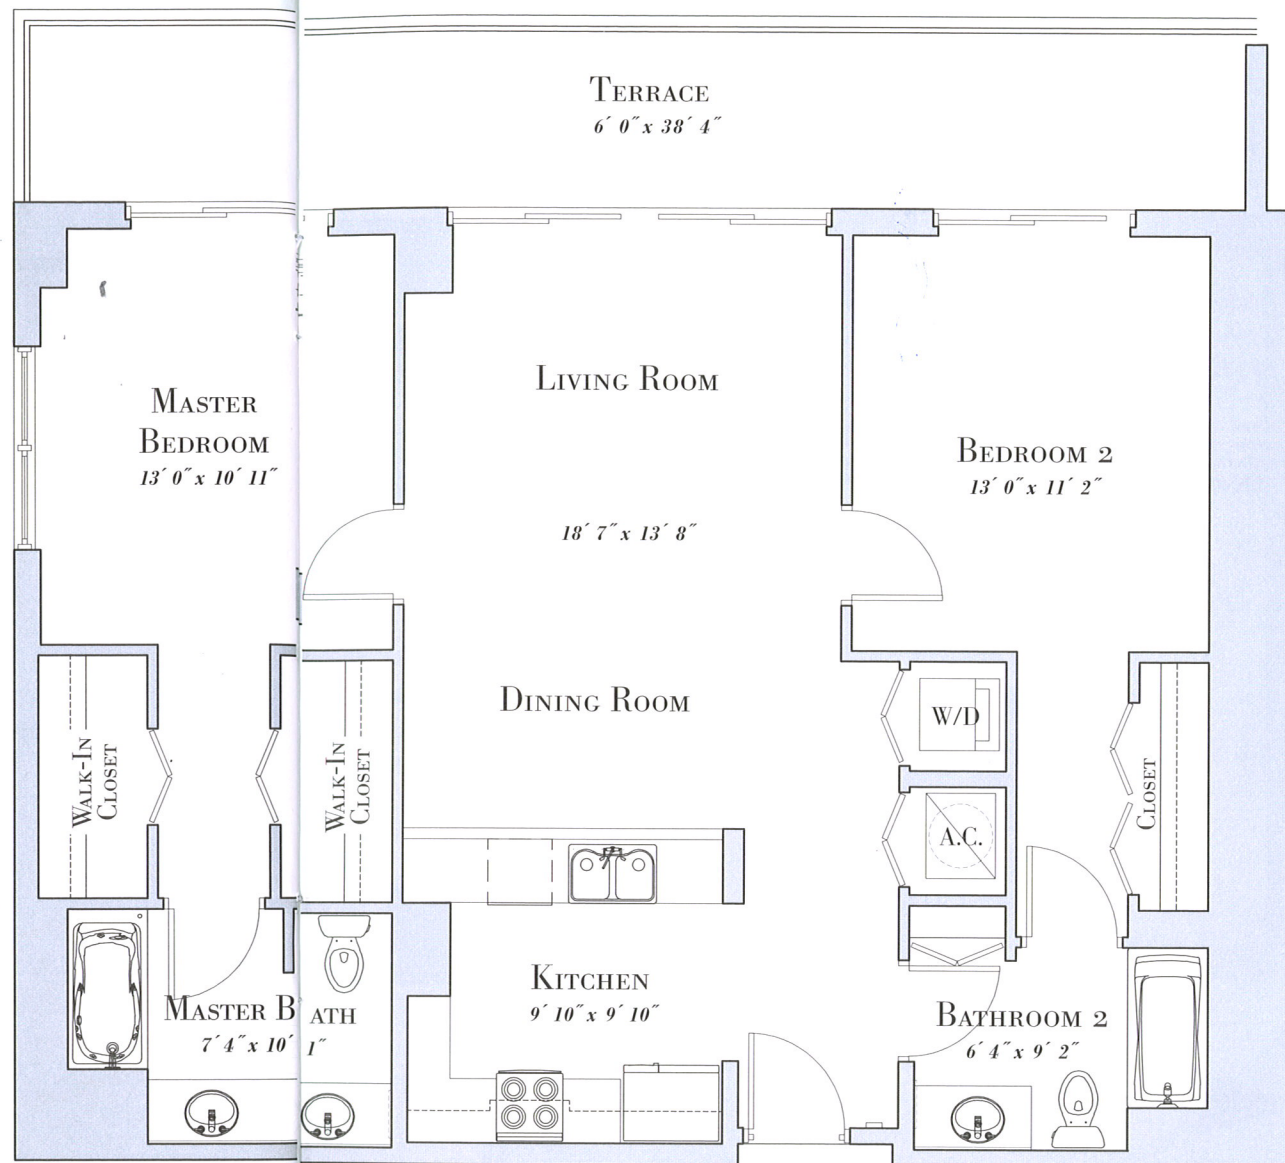 Terrace
6´ 0˝ x 38´ 4˝
Living Room
Master
Bedroom
13´ 0˝ x 10´ 11˝
Bedroom 2
13´ 0˝ x 11´ 2˝
18´ 7˝ x 13´ 8˝
Dining Room
W/D
Walk-In
Closet
Walk-In
Closet
Closet
A.C.
Kitchen
9´ 10˝ x 9´ 10˝
Master Bath
7´ 4˝ x 10´ 1˝
Bathroom 2
6´ 4˝ x 9´ 2˝